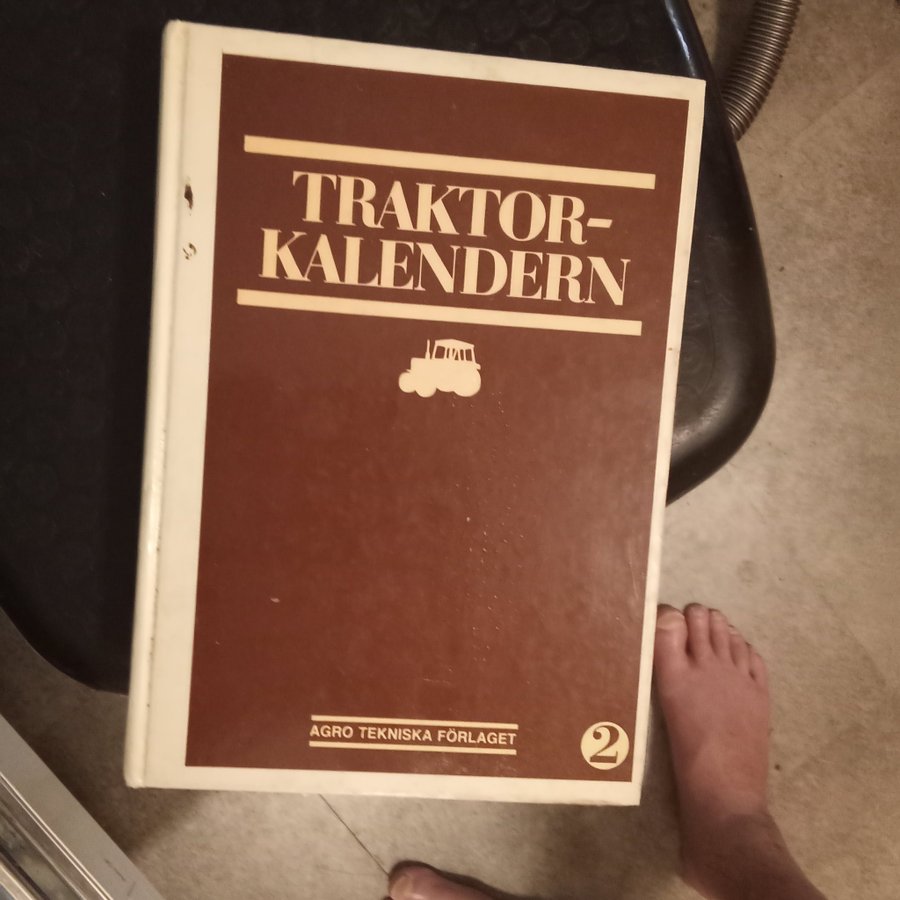 TRAKTOR-
KALENDERN
AGRO TEKNISKA FÖRLAGET
2